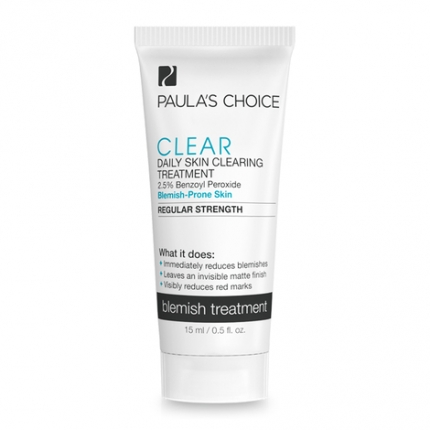 PAULA'S CHOICE
CLEAR
DAILY SKIN CLEARING
TREATMENT
2.5% Benzoyl Peroxide
Blemish-Prone Skin
REGULAR STRENGTH
What it does:
• Immediately reduces blemishes
• Leaves an invisible matte finish
• Visibly reduces red marks
blemish treatment
15 ml / 0.5 fl. oz.